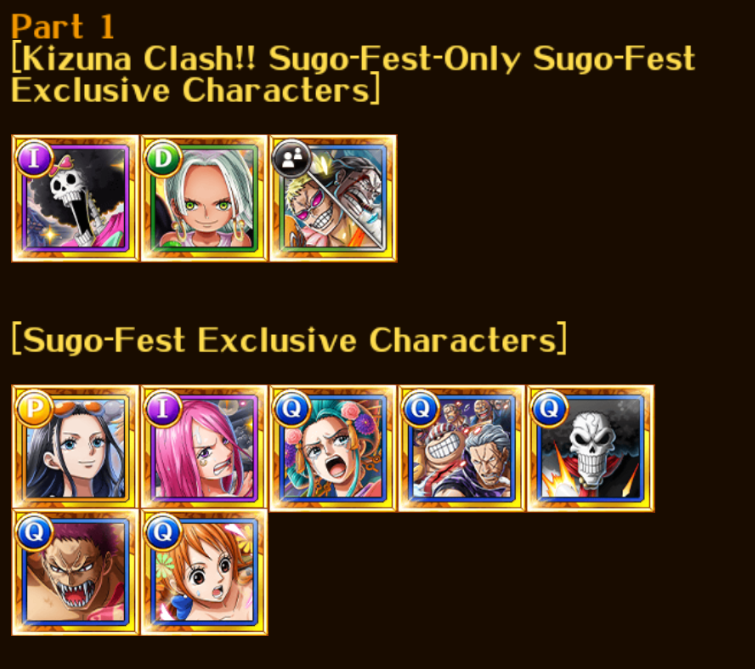 Part 1
[Kizuna Clash!! Sugo-Fest-Only Sugo-Fest
Exclusive Characters]
I D
[Sugo-Fest Exclusive Characters]
P I Q Q Q
Q Q